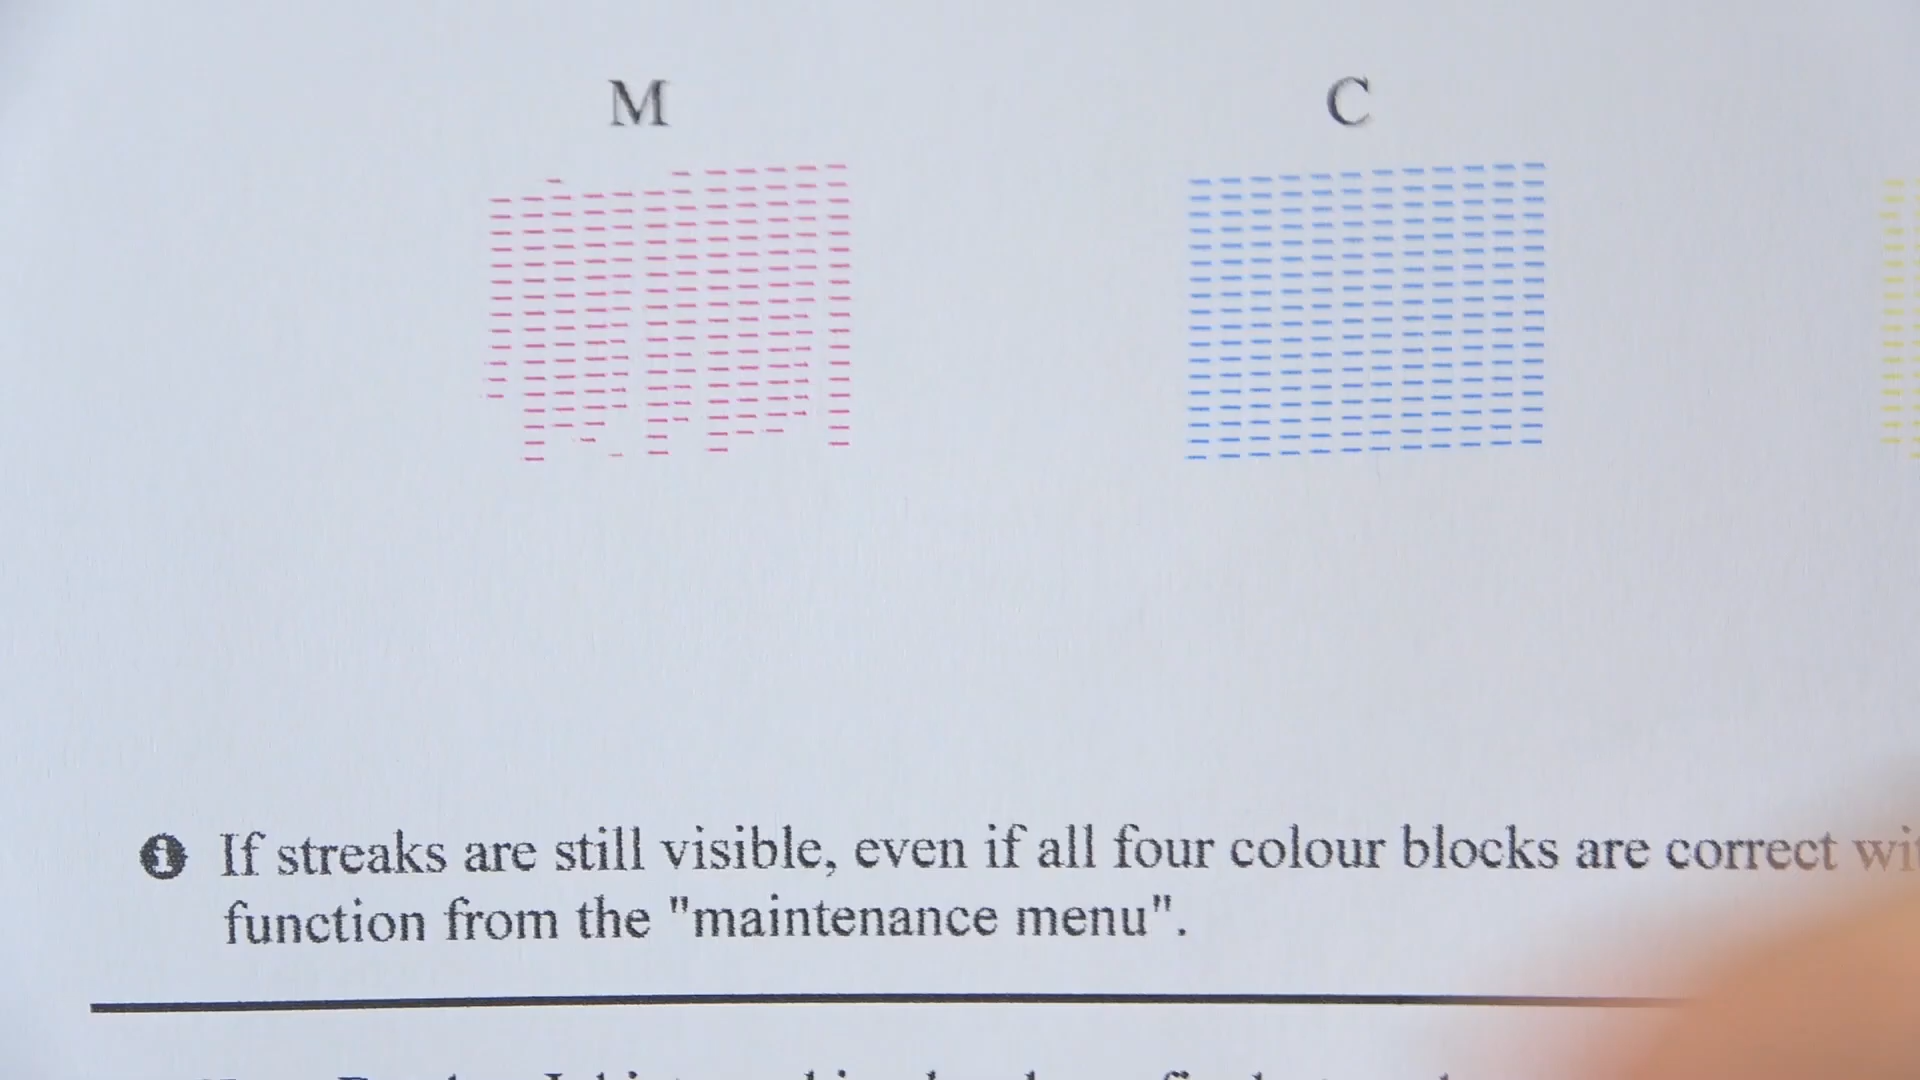 M C
If streaks are still visible, even if all four colour blocks are correct
function from the "maintenance menu".